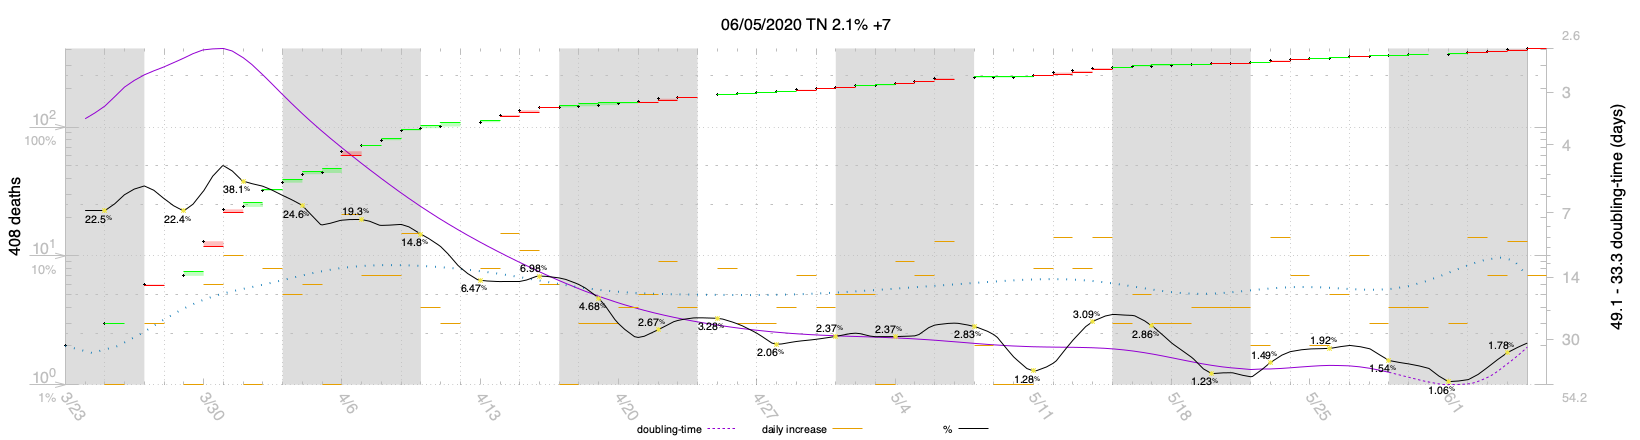 06/05/2020 TN 2.1% +7
2.6
3
10² 100%
4
38.1%
22.5% 22.4% 24.6% 19.3%
7
14.8%
408 deaths
49.1 - 33.3 doubling-time (days)
10¹ 10%
6.98%
6.47%
14
4.68%
2.67% 3.28% 2.37% 2.37% 2.83% 3.09% 2.86%
2.06% 1.92% 1.78%
30
1.49% 1.54%
1.28% 1.23% 1.06%
10⁰ 1%
54.2
3/23 3/30 4/6 4/13 4/20 4/27 5/4 5/11 5/18 5/25 6/1
doubling-time daily increase %